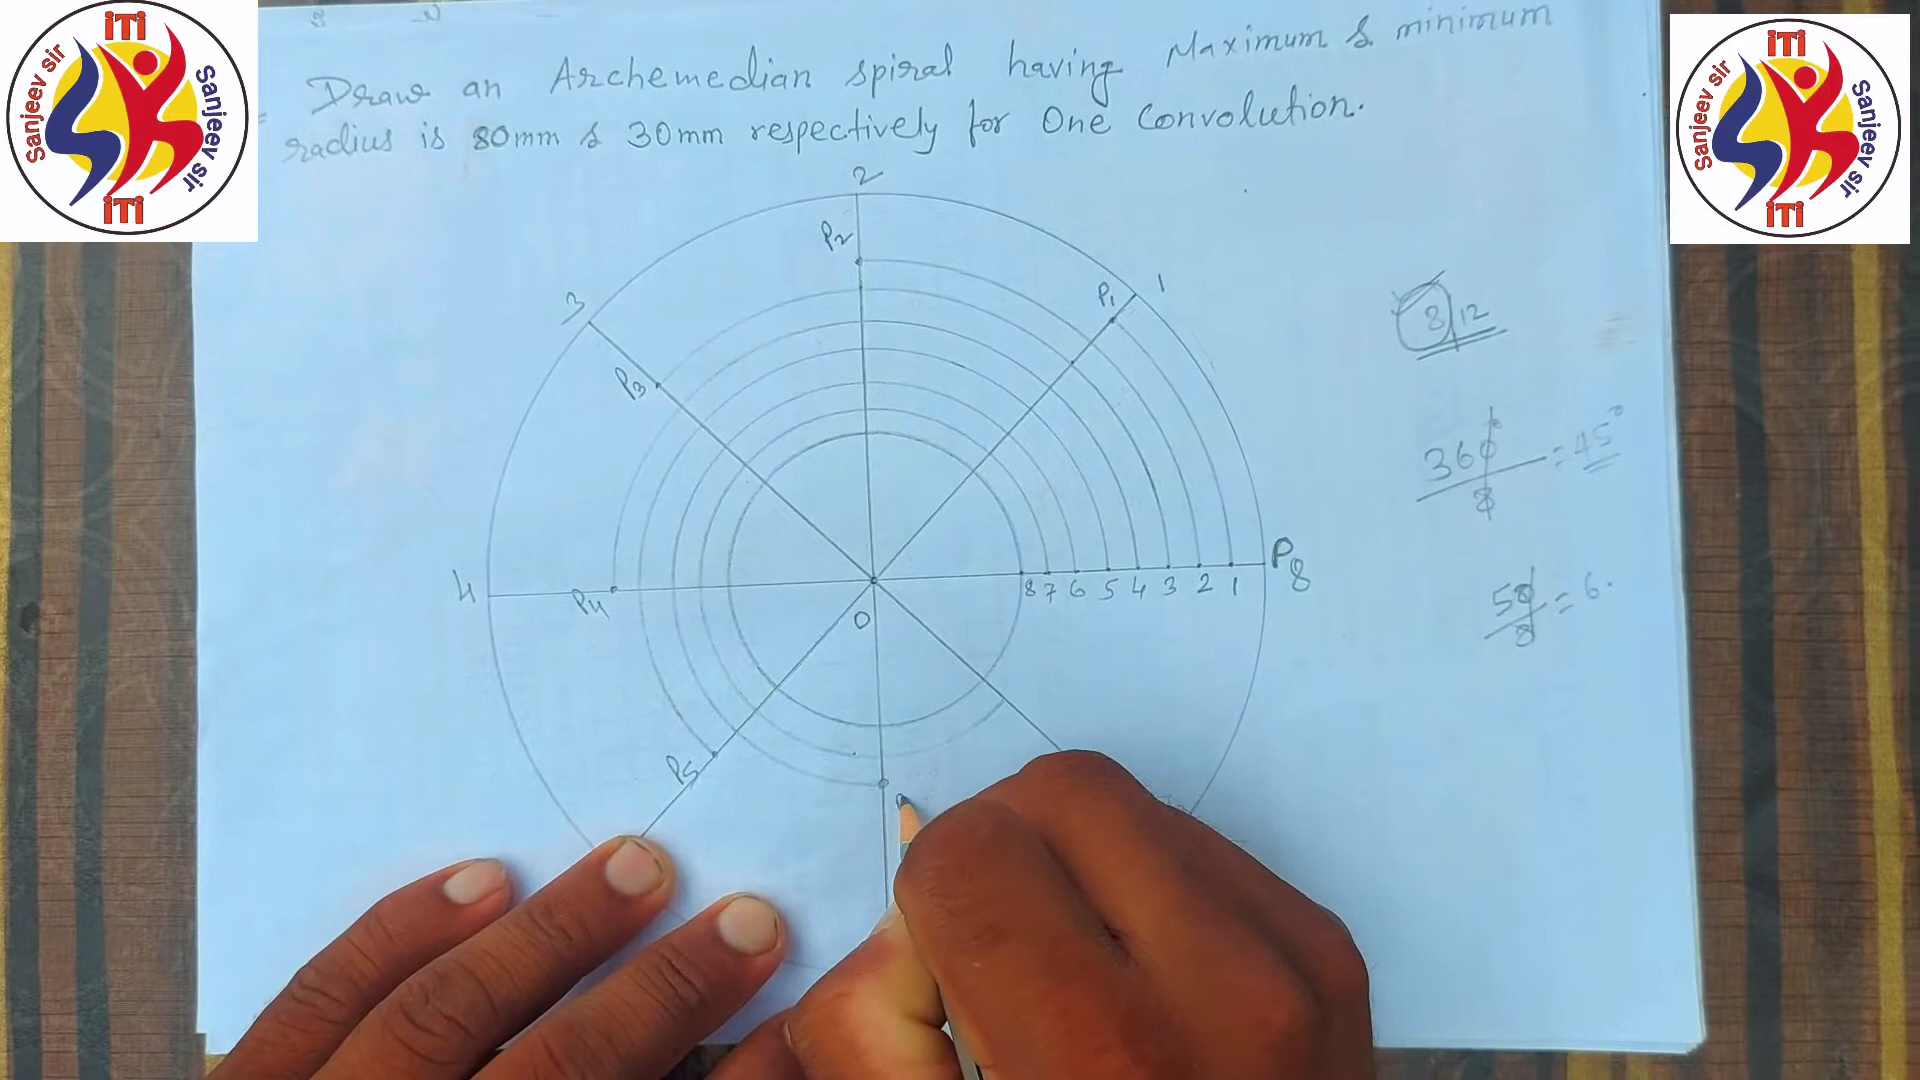 Draw an Archemedian spiral having Maximum & minimum
radius is 80mm & 30mm respectively for One Convolution.
2
P2
P1 1
3
P3
8/12
360°/8 = 45°
4
P4
O
8 7 6 5 4 3 2 1
P8
50/8 = 6.
P5
Sanjeev sir
iTi
Sanjeev sir
iTi
Sanjeev sir
iTi
Sanjeev sir
iTi